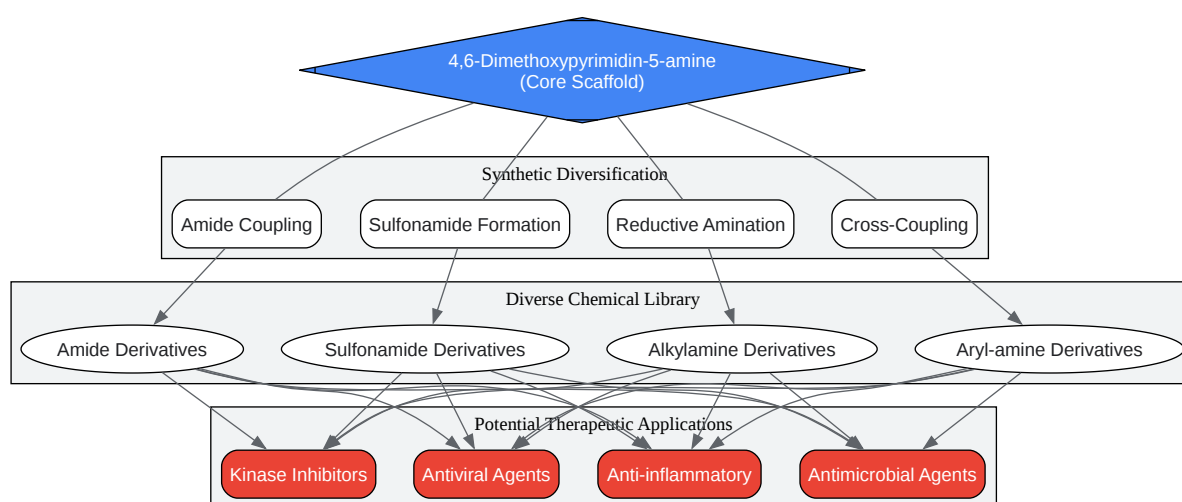 4,6-Dimethoxypyrimidin-5-amine
(Core Scaffold)
Synthetic Diversification
Amide Coupling
Sulfonamide Formation
Reductive Amination
Cross-Coupling
Diverse Chemical Library
Amide Derivatives
Sulfonamide Derivatives
Alkylamine Derivatives
Aryl-amine Derivatives
Potential Therapeutic Applications
Kinase Inhibitors
Antiviral Agents
Anti-inflammatory
Antimicrobial Agents